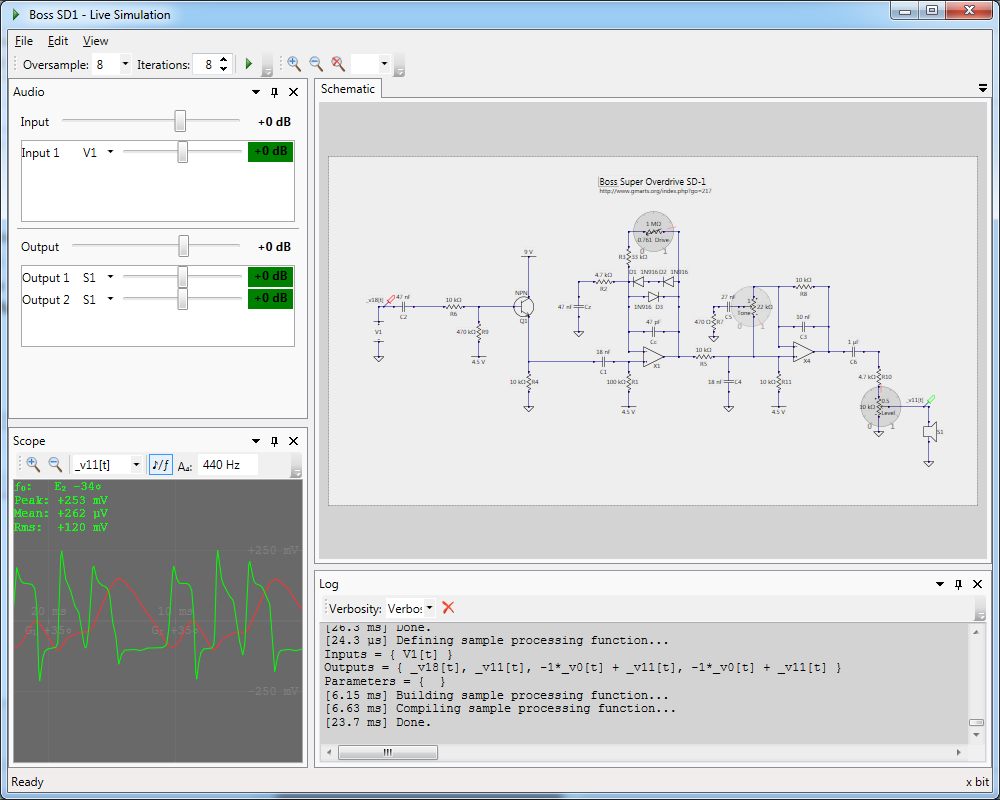 Boss SD1 - Live Simulation
File Edit View
Oversample: 8 Iterations: 8
Audio
Input +0 dB
Input 1 V1 +0 dB
Output +0 dB
Output 1 S1 +0 dB
Output 2 S1 +0 dB
Scope
_v11[t] ♪/f A₄: 440 Hz
f₀: E₂ -34¢
Peak: +253 mV
Mean: +262 µV
Rms: +120 mV
+250 mV
20 ms 10 ms
G₁ +35¢ G₂ +35¢
-250 mV
Schematic
Boss Super Overdrive SD-1
http://www.gmarts.org/index.php?go=217
1 MΩ
0.761 Drive
0 1
R3 33 kΩ
9 V
4.7 kΩ
R2
D1 1N916 D2 1N916
1N916 D3
10 kΩ
R8
_v18[t] 47 nF
C2
10 kΩ
R6
NPN
Q1
47 nF
27 nF
C5
1
22 kΩ
Tone
0 1
V1
470 kΩ R9
4.5 V
47 pF
Cc
470 Ω R7
10 nF
C3
18 nF
C1
X1
10 kΩ
R5
X4
1 µF
C6
10 kΩ R4
100 kΩ R1
4.5 V
18 nF C4
10 kΩ R11
4.5 V
4.7 kΩ R10
0.5
10 kΩ
Level
0 1
_v11[t]
S1
Log
Verbosity: Verbos
[26.3 ms] Done.
[24.3 µs] Defining sample processing function...
Inputs = { V1[t] }
Outputs = { _v18[t], _v11[t], -1*_v0[t] + _v11[t], -1*_v0[t] + _v11[t] }
Parameters = { }
[6.15 ms] Building sample processing function...
[6.63 ms] Compiling sample processing function...
[23.7 ms] Done.
Ready x bit